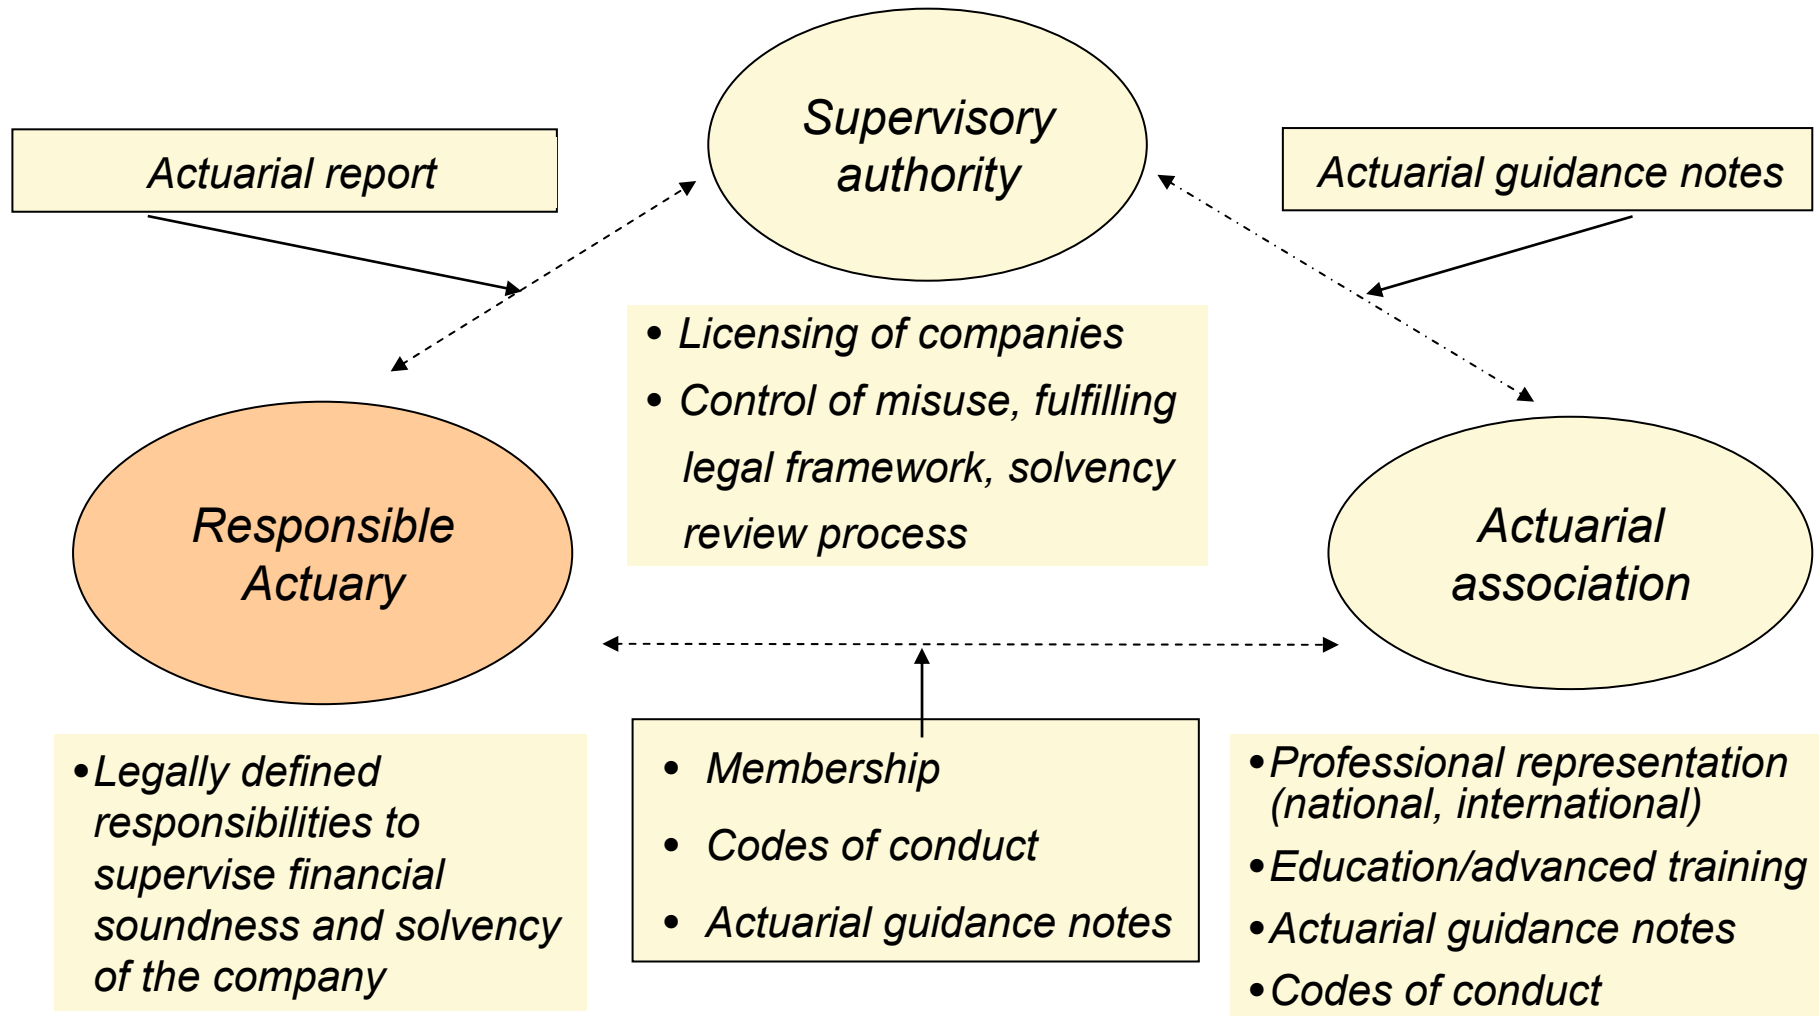 Supervisory
authority
Actuarial report
Actuarial guidance notes
• Licensing of companies
• Control of misuse, fulfilling
legal framework, solvency
review process
Responsible
Actuary
Actuarial
association
• Legally defined
responsibilities to
supervise financial
soundness and solvency
of the company
• Membership
• Codes of conduct
• Actuarial guidance notes
• Professional representation
(national, international)
• Education/advanced training
• Actuarial guidance notes
• Codes of conduct